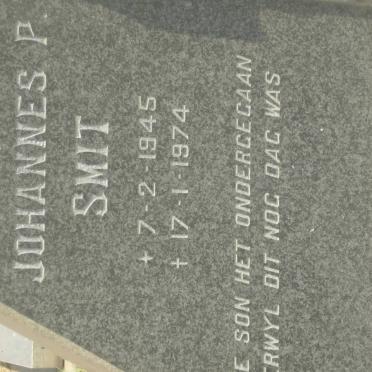 JOHANNES P.
SMIT
+ 7-2-1945
+ 17-1-1974
SON HET ONDERGEGAAN
DIT NOG DAG WAS